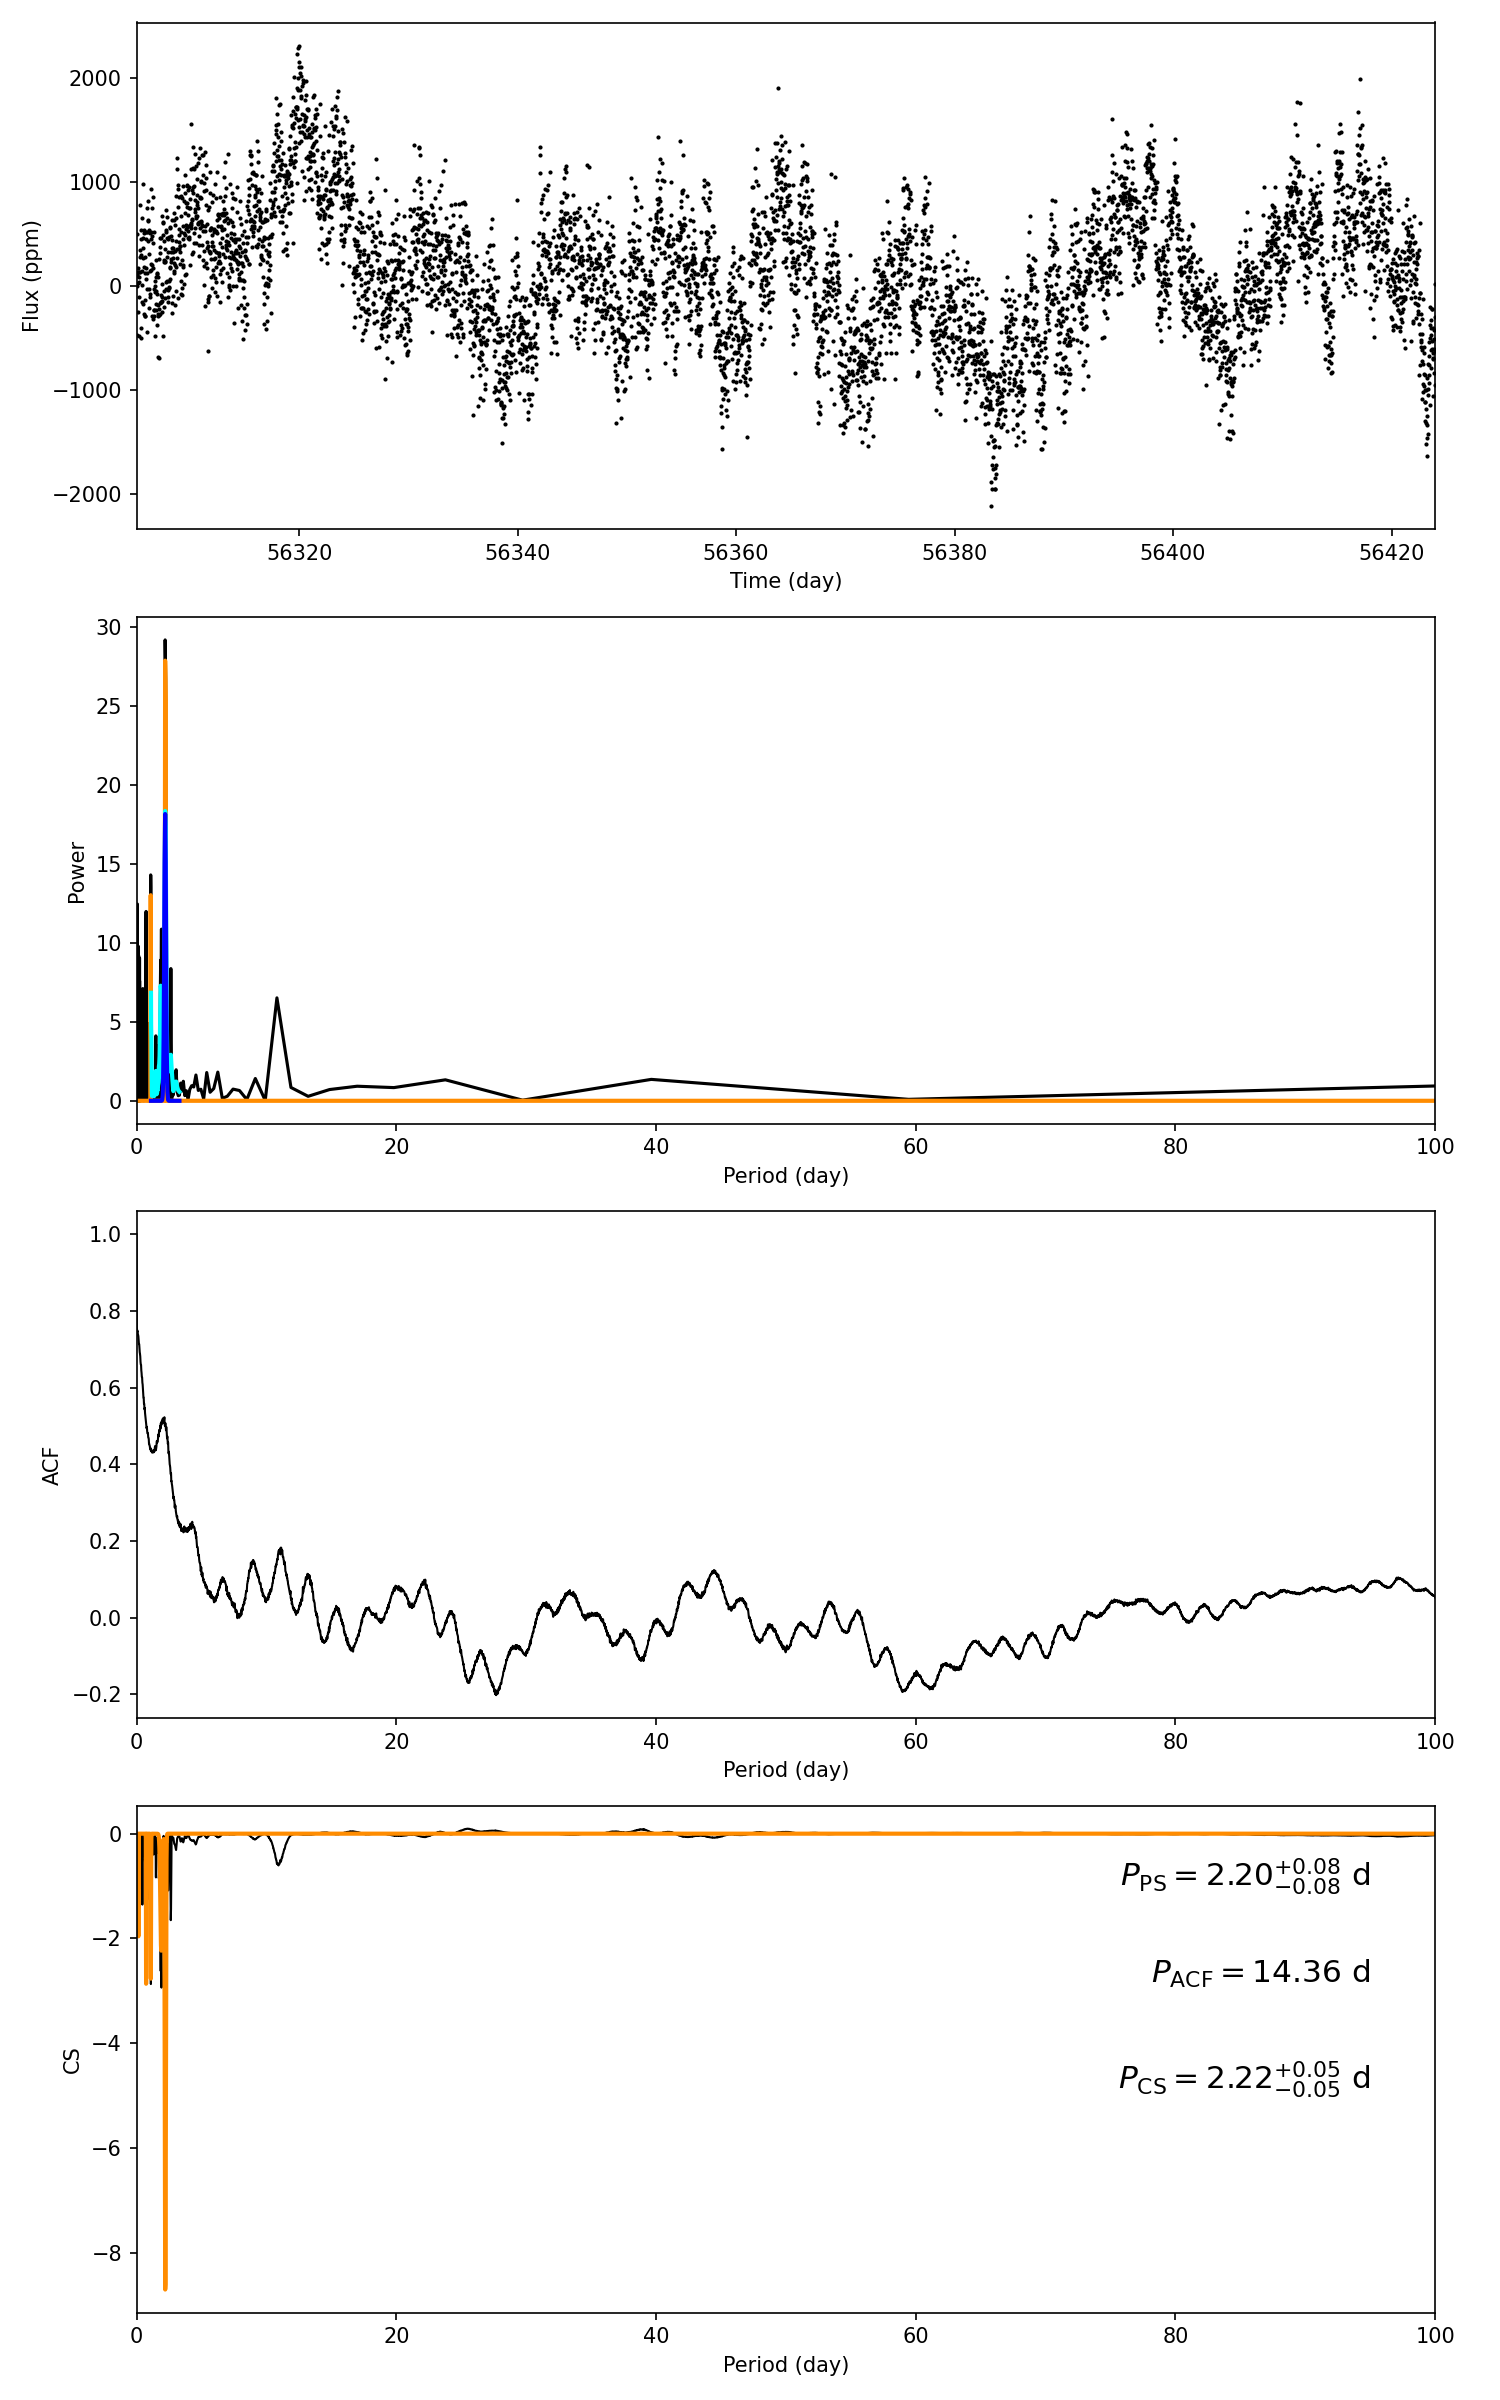 2000
1000
0
−1000
−2000
Flux (ppm)
56320 56340 56360 56380 56400 56420
Time (day)
30
25
20
15
10
5
0
Power
0 20 40 60 80 100
Period (day)
1.0
0.8
0.6
0.4
0.2
0.0
−0.2
ACF
0 20 40 60 80 100
Period (day)
0
−2
−4
−6
−8
CS
P_PS = 2.20^{+0.08}_{−0.08} d
P_ACF = 14.36 d
P_CS = 2.22^{+0.05}_{−0.05} d
0 20 40 60 80 100
Period (day)